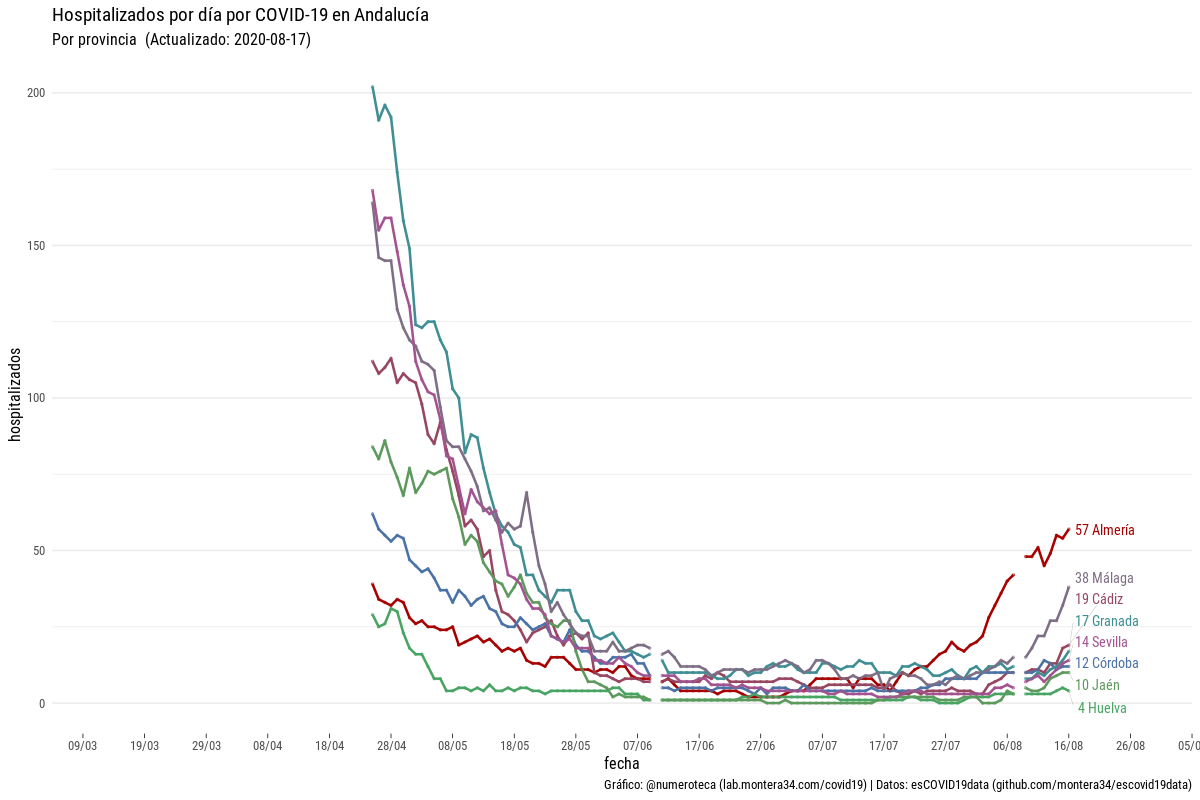 Hospitalizados por día por COVID-19 en Andalucía
Por provincia (Actualizado: 2020-08-17)
hospitalizados
200
150
100
50
0
57 Almería
38 Málaga
19 Cádiz
17 Granada
14 Sevilla
12 Córdoba
10 Jaén
4 Huelva
09/03 19/03 29/03 08/04 18/04 28/04 08/05 18/05 28/05 07/06 17/06 27/06 07/07 17/07 27/07 06/08 16/08 26/08 05/0
fecha
Gráfico: @numeroteca (lab.montera34.com/covid19) | Datos: esCOVID19data (github.com/montera34/escovid19data)